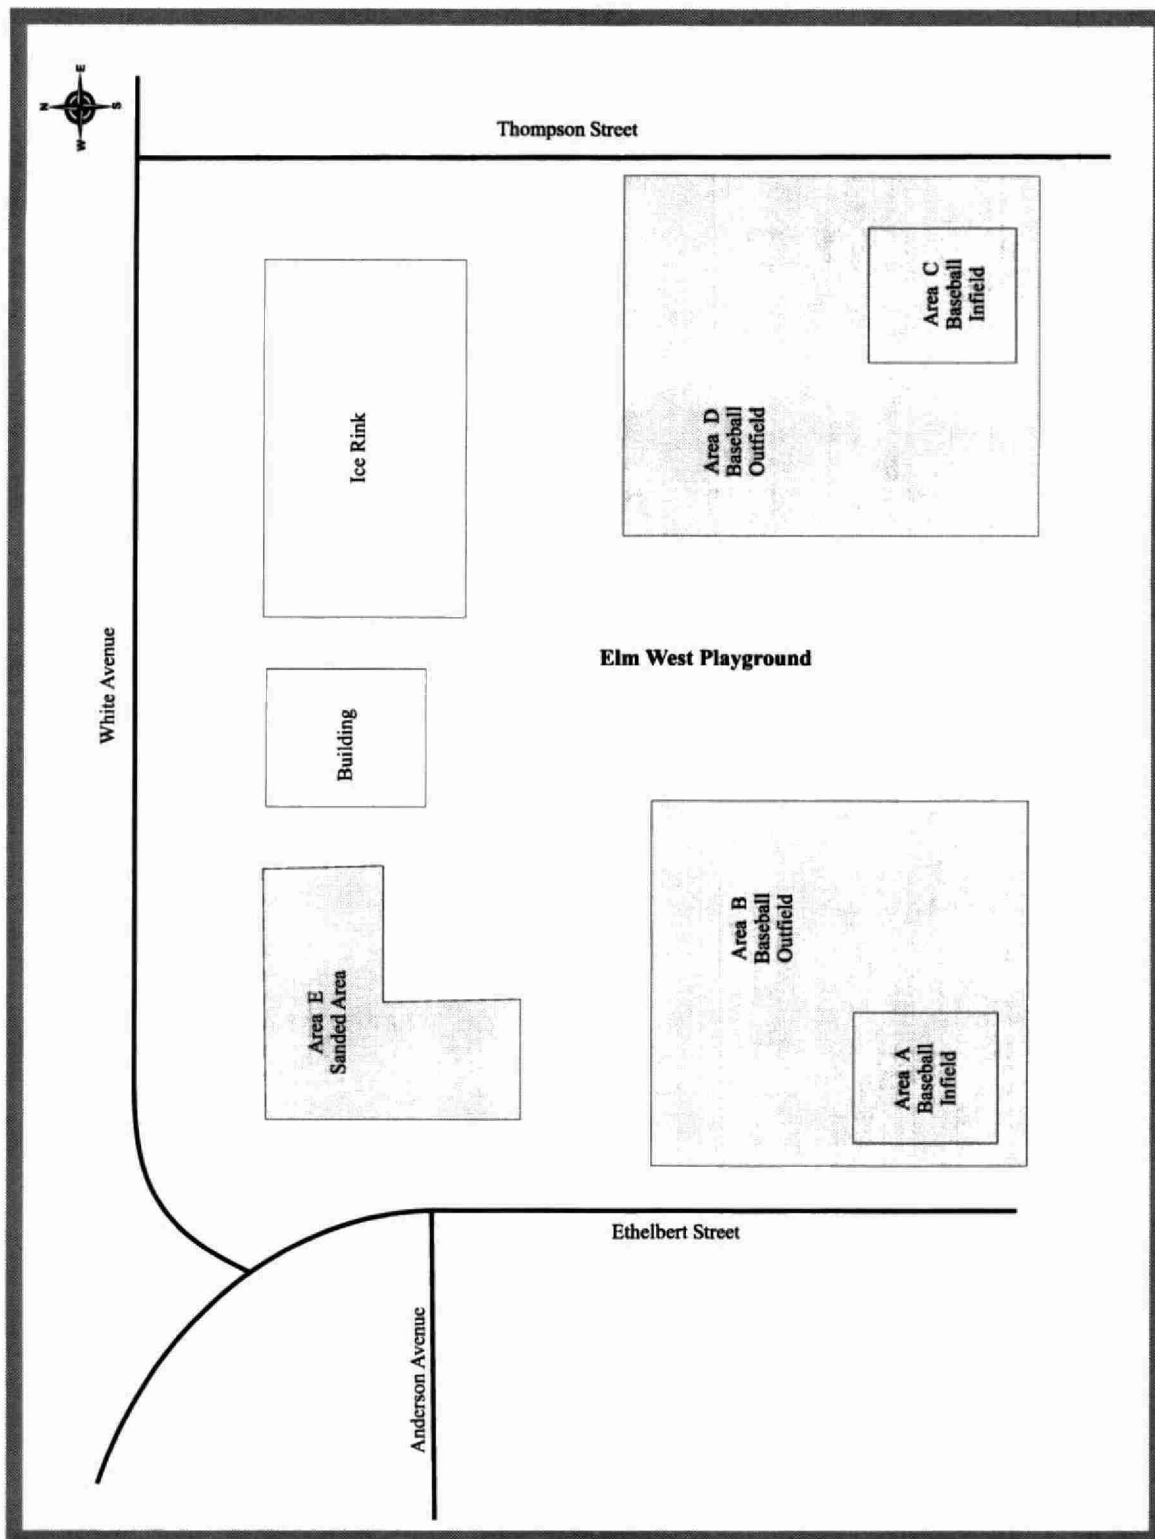 N
E
S
W
Thompson Street
White Avenue
Ice Rink
Building
Area E
Sanded Area
Area D
Baseball
Outfield
Area C
Baseball
Infield
Elm West Playground
Area B
Baseball
Outfield
Area A
Baseball
Infield
Ethelbert Street
Anderson Avenue